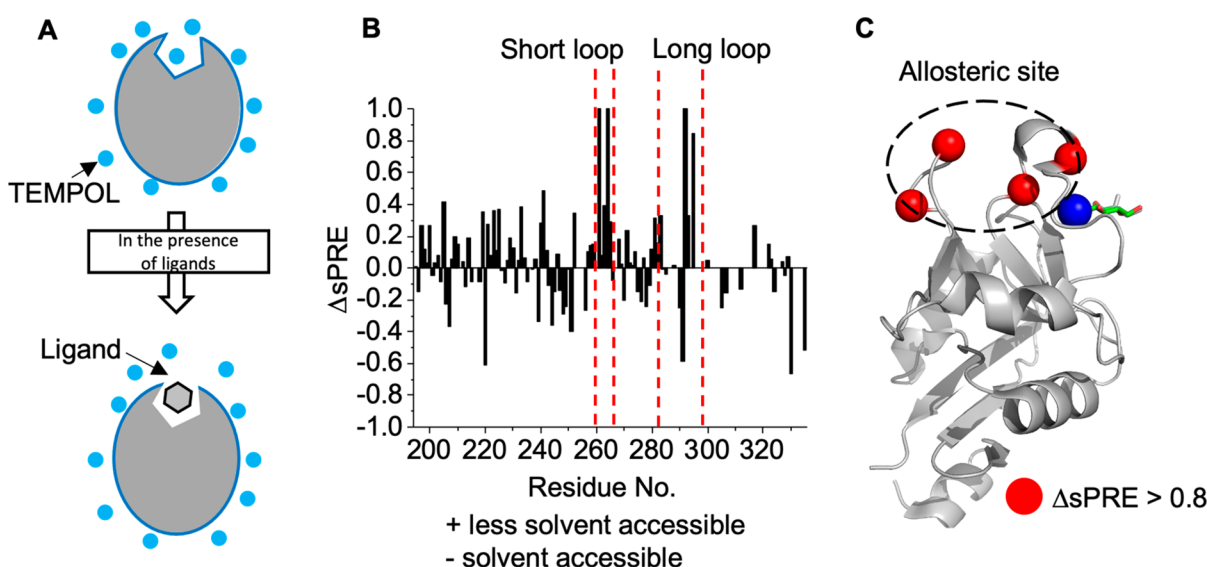 A
TEMPOL
In the presence
of ligands
Ligand
B
Short loop
Long loop
ΔsPRE
1.0
0.8
0.6
0.4
0.2
0.0
-0.2
-0.4
-0.6
-0.8
-1.0
200 220 240 260 280 300 320
Residue No.
+ less solvent accessible
- solvent accessible
C
Allosteric site
ΔsPRE > 0.8